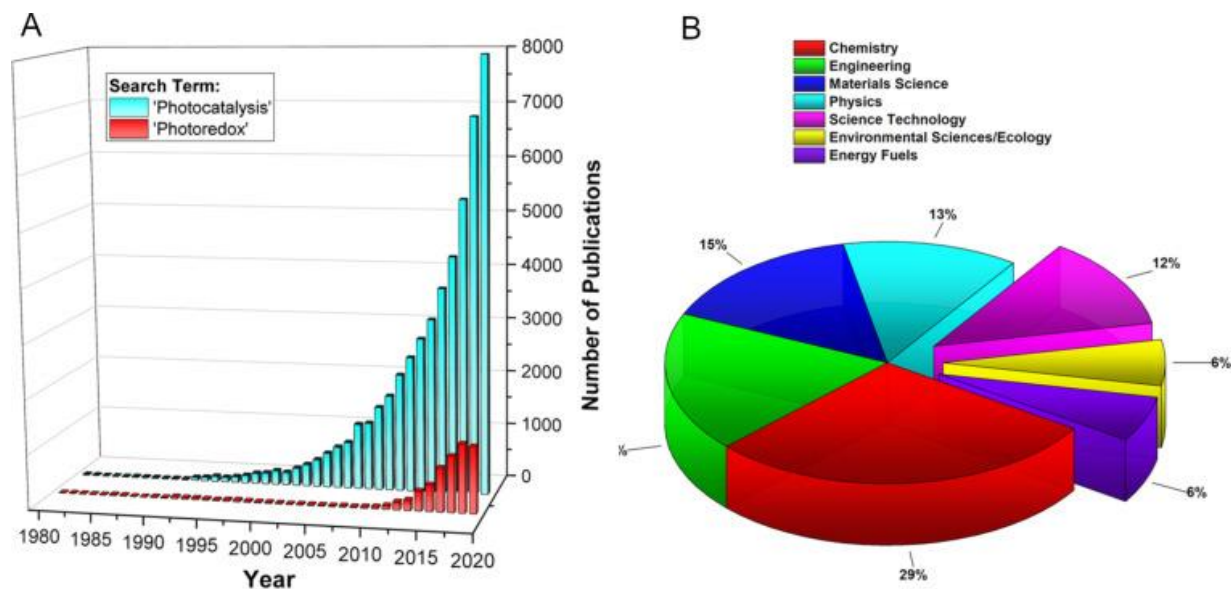 A
Search Term:
'Photocatalysis'
'Photoredox'
8000
7000
6000
5000
4000
3000
2000
1000
0
Number of Publications
1980 1985 1990 1995 2000 2005 2010 2015 2020
Year
B
Chemistry
Engineering
Materials Science
Physics
Science Technology
Environmental Sciences/Ecology
Energy Fuels
13%
15%
12%
6%
%
6%
29%